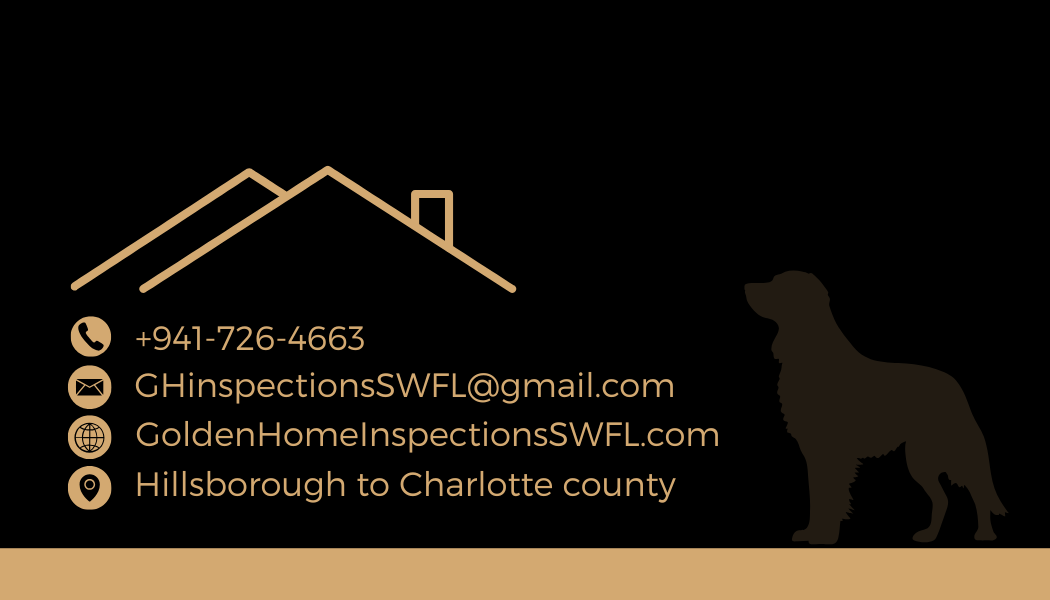 +941-726-4663
GHinspectionsSWFL@gmail.com
GoldenHomeInspectionsSWFL.com
Hillsborough to Charlotte county